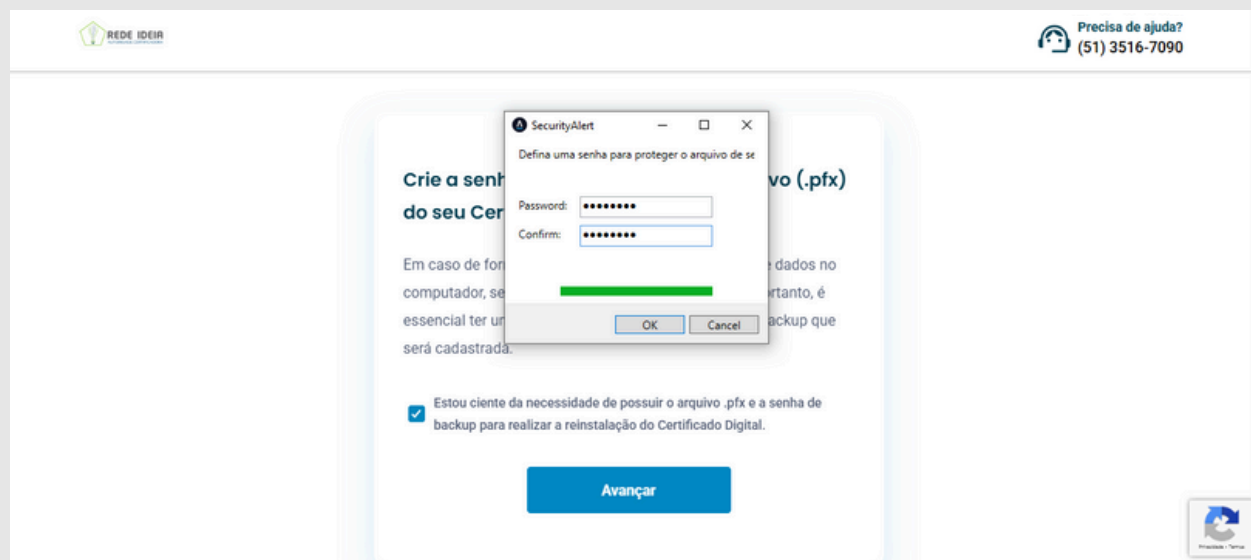 REDE IDEIA
Precisa de ajuda?
(51) 3516-7090
SecurityAlert
Defina uma senha para proteger o arquivo de se
Crie a senh
vo (.pfx)
do seu Cer
Password: ••••••••
Confirm: ••••••••
Em caso de for
e dados no
computador, se
rtanto, é
essencial ter un
ackup que
será cadastrada.
OK Cancel
Estou ciente da necessidade de possuir o arquivo .pfx e a senha de
backup para realizar a reinstalação do Certificado Digital.
Avançar
Privacidade - Termos